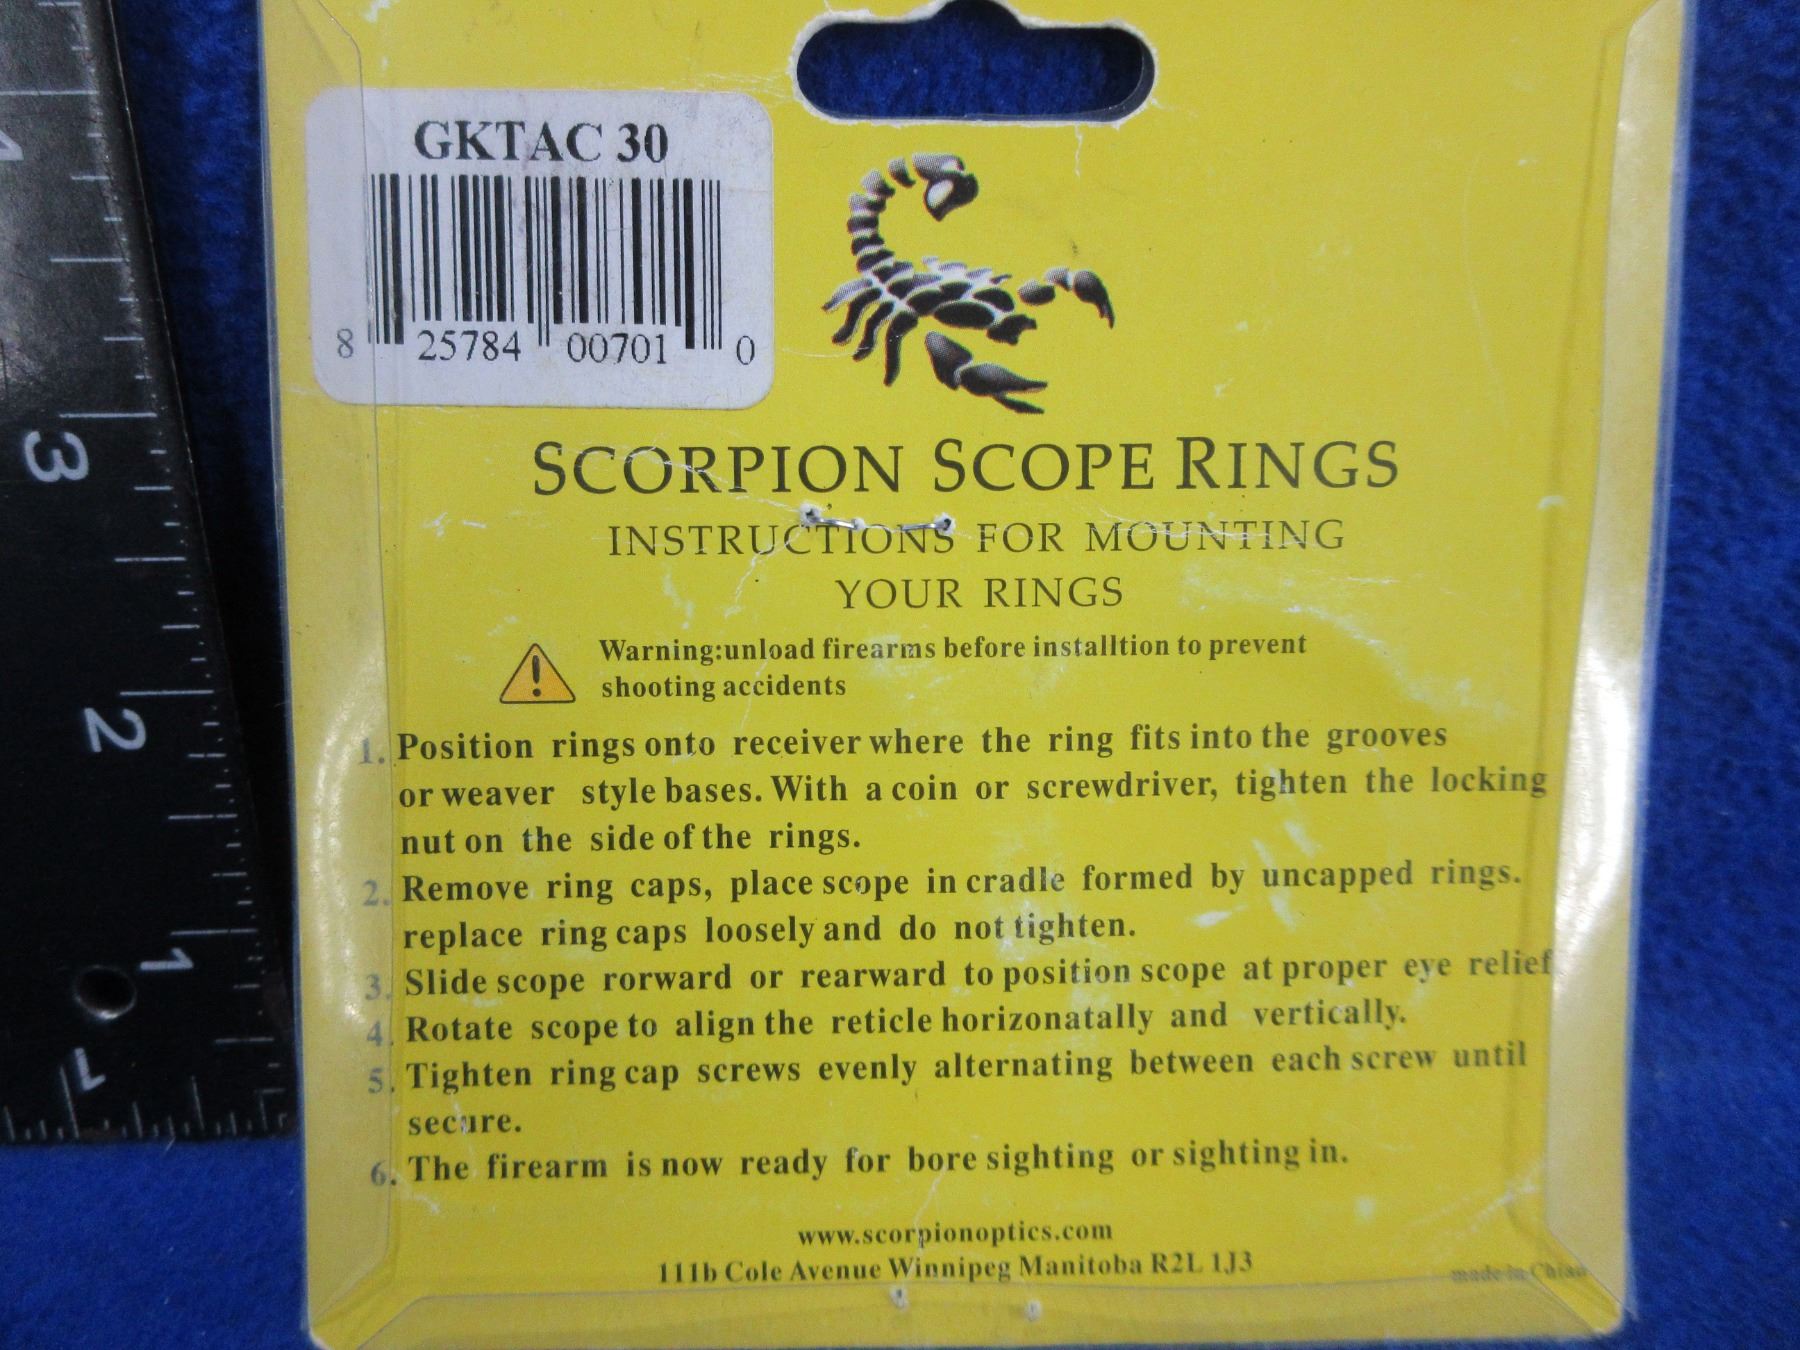 GKTAC 30
8 25784 00701 0
SCORPION SCOPE RINGS
INSTRUCTIONS FOR MOUNTING
YOUR RINGS
Warning:unload firearms before installtion to prevent
shooting accidents
1. Position rings onto receiver where the ring fits into the grooves
or weaver style bases. With a coin or screwdriver, tighten the locking
nut on the side of the rings.
2. Remove ring caps, place scope in cradle formed by uncapped rings.
replace ring caps loosely and do not tighten.
3. Slide scope rorward or rearward to position scope at proper eye relief
4. Rotate scope to align the reticle horizonatally and vertically.
5. Tighten ring cap screws evenly alternating between each screw until
secure.
6. The firearm is now ready for bore sighting or sighting in.
www.scorpionoptics.com
111b Cole Avenue Winnipeg Manitoba R2L 1J3
made in China
4
3
2
1
1